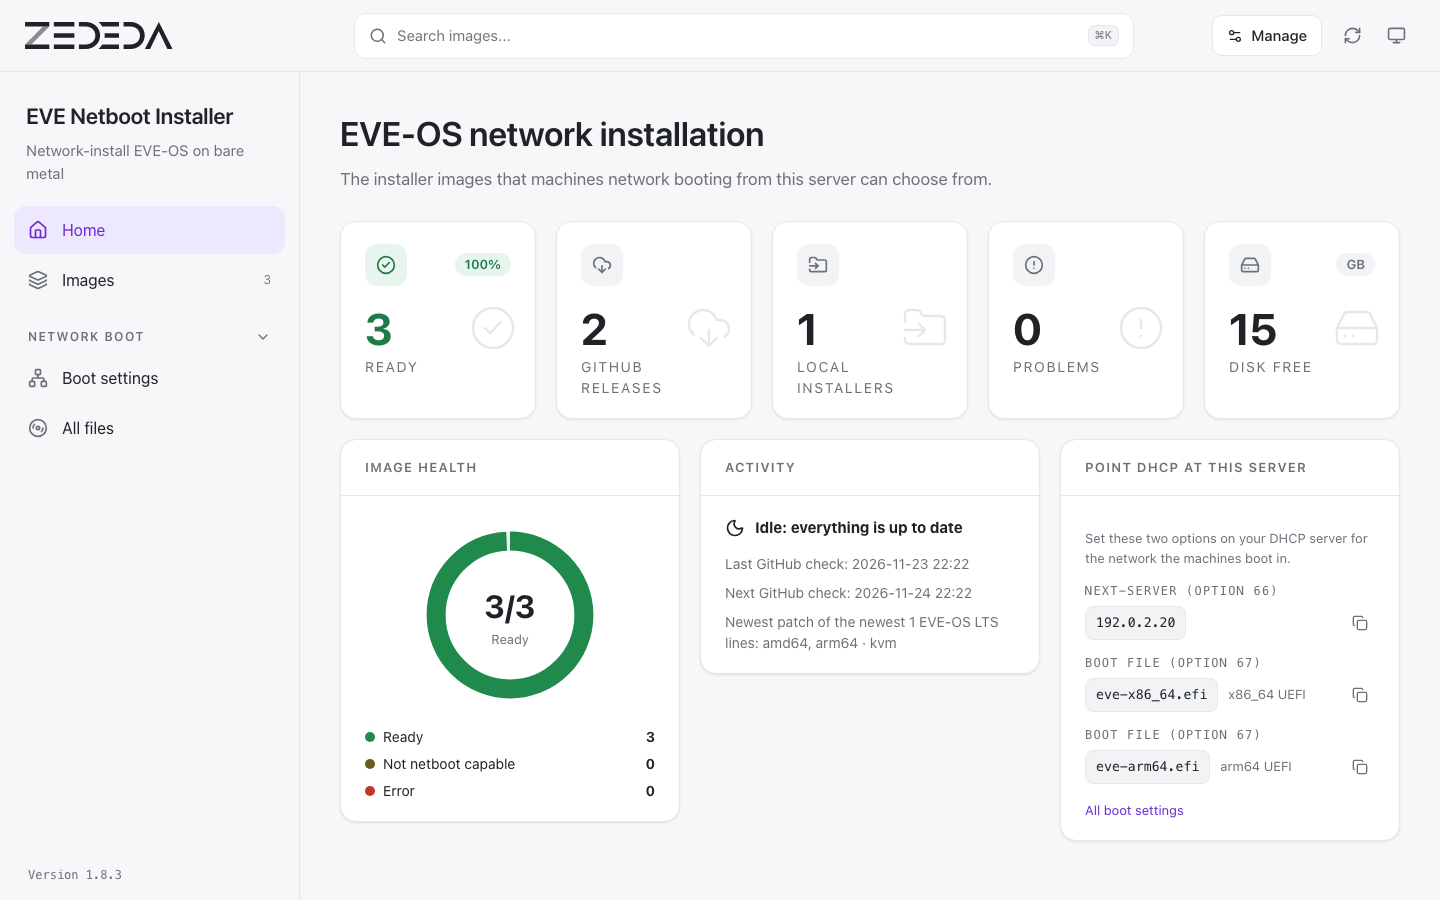 ZEDEDA
Search images...
⌘K
Manage
EVE Netboot Installer
Network-install EVE-OS on bare
metal
Home
Images
3
NETWORK BOOT
Boot settings
All files
Version 1.8.3
EVE-OS network installation
The installer images that machines network booting from this server can choose from.
100%
3
READY
2
GITHUB
RELEASES
1
LOCAL
INSTALLERS
0
PROBLEMS
GB
15
DISK FREE
IMAGE HEALTH
3/3
Ready
Ready
3
Not netboot capable
0
Error
0
ACTIVITY
Idle: everything is up to date
Last GitHub check: 2026-11-23 22:22
Next GitHub check: 2026-11-24 22:22
Newest patch of the newest 1 EVE-OS LTS
lines: amd64, arm64 · kvm
POINT DHCP AT THIS SERVER
Set these two options on your DHCP server for
the network the machines boot in.
NEXT-SERVER (OPTION 66)
192.0.2.20
BOOT FILE (OPTION 67)
eve-x86_64.efi x86_64 UEFI
BOOT FILE (OPTION 67)
eve-arm64.efi arm64 UEFI
All boot settings